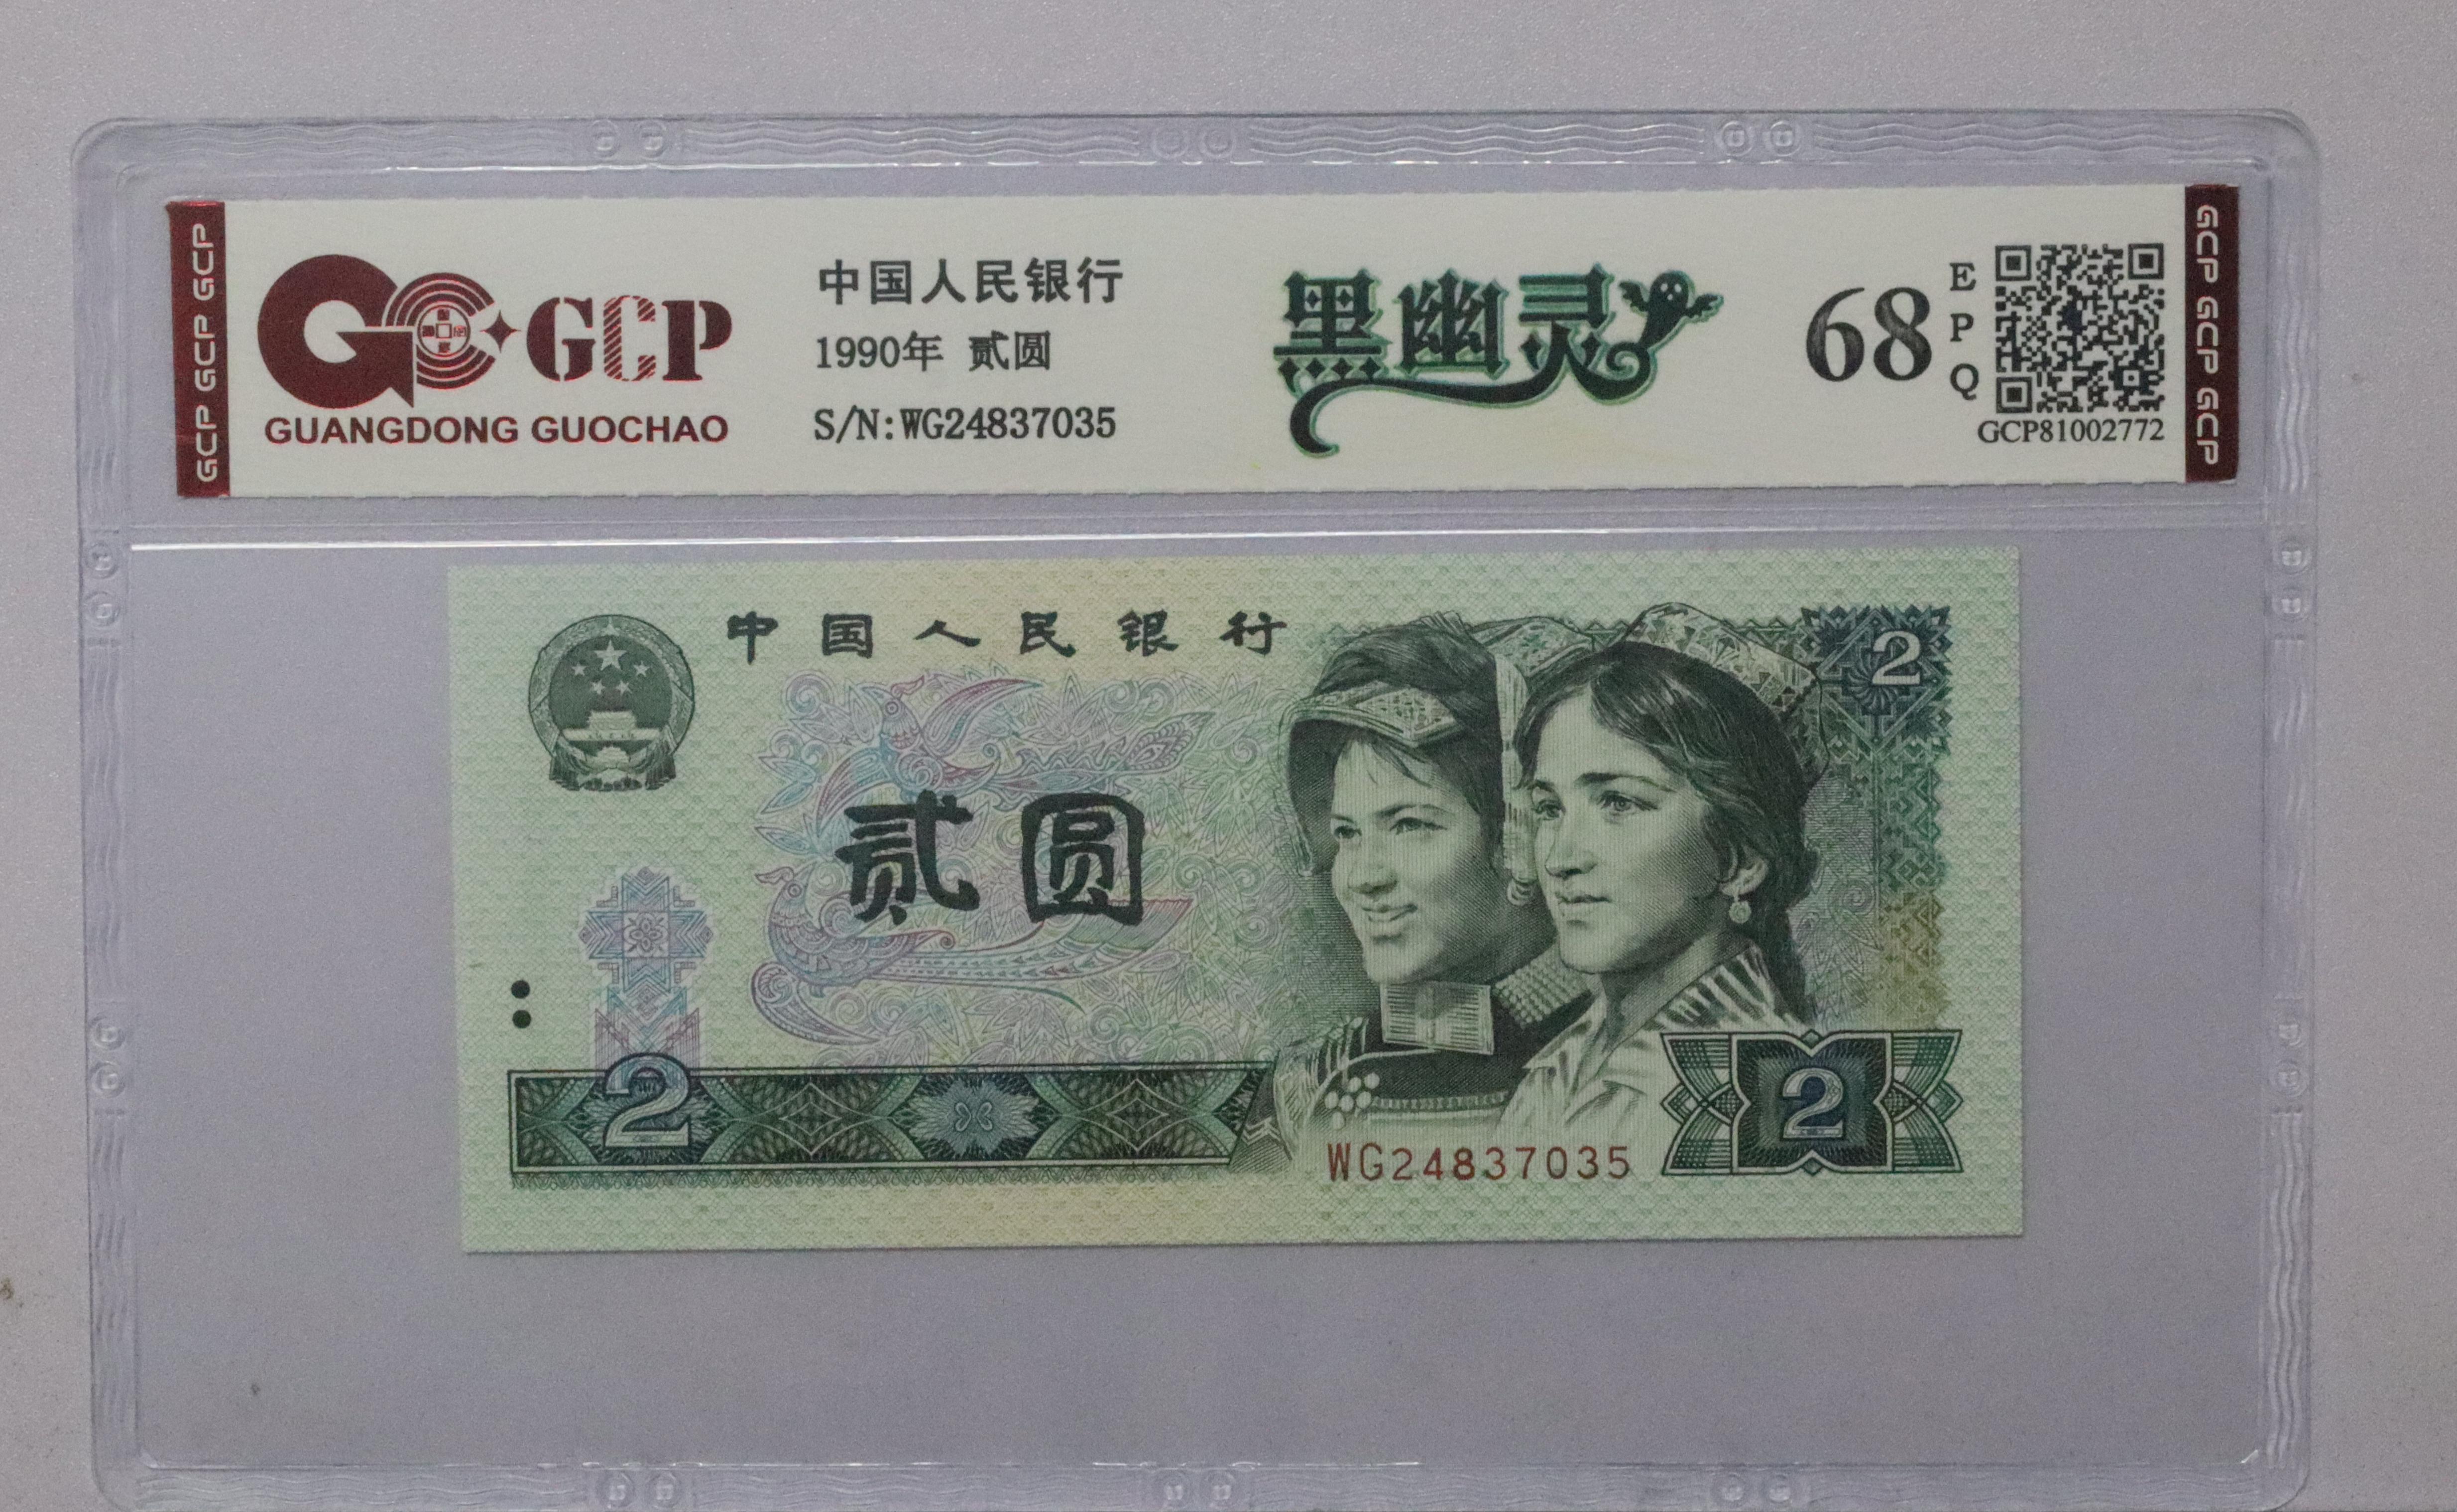 GCP GCP GCP GCP
GCP
GUANGDONG GUOCHAO
中国人民银行
1990年 贰圆
S/N:WG24837035
黑幽灵
68
E
P
Q
GCP81002772
GCP GCP GCP GCP
中国人民银行
2
贰圆
2
WG24837035
2